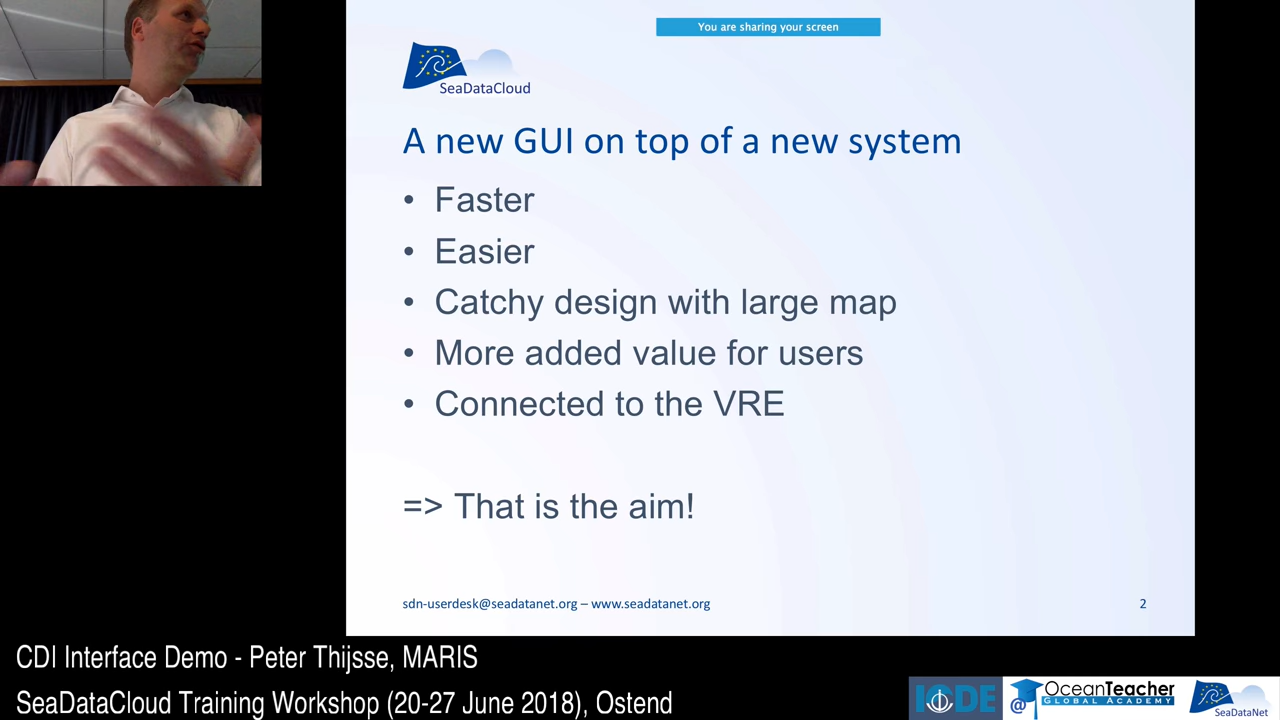 You are sharing your screen
SeaDataCloud
A new GUI on top of a new system
• Faster
• Easier
• Catchy design with large map
• More added value for users
• Connected to the VRE
=> That is the aim!
sdn-userdesk@seadatanet.org – www.seadatanet.org
2
CDI Interface Demo - Peter Thijsse, MARIS
SeaDataCloud Training Workshop (20-27 June 2018), Ostend
IODE
@ OceanTeacher
GLOBAL ACADEMY
SeaDataNet